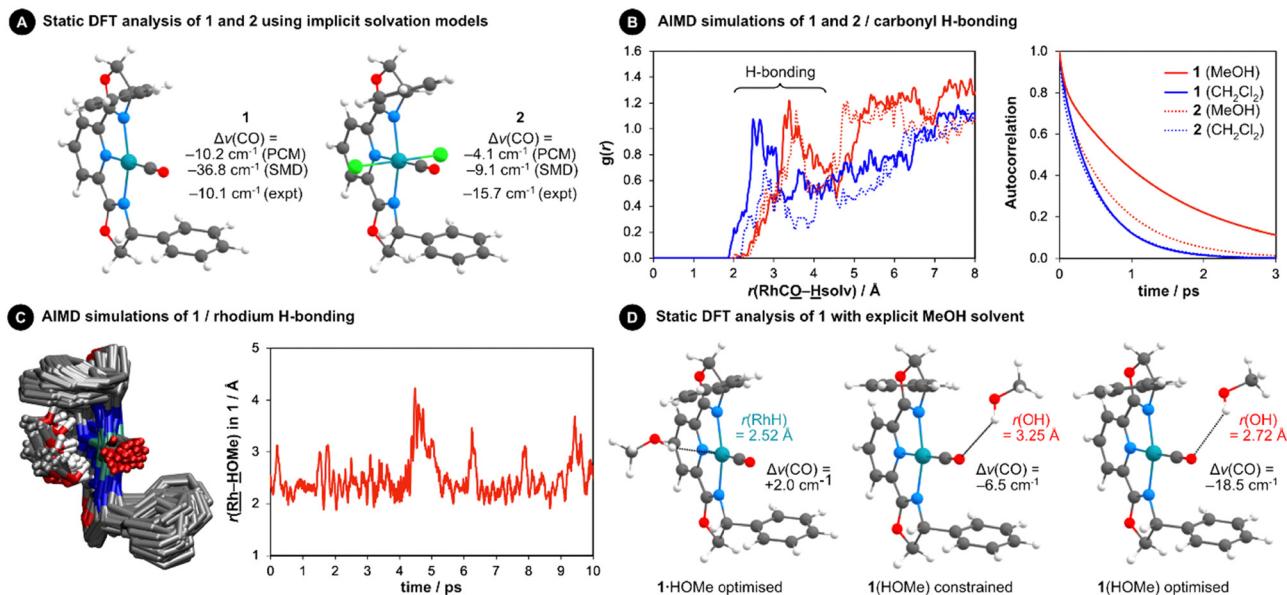 A Static DFT analysis of 1 and 2 using implicit solvation models
1
Δν(CO) =
–10.2 cm⁻¹ (PCM)
–36.8 cm⁻¹ (SMD)
–10.1 cm⁻¹ (expt)
2
Δν(CO) =
–4.1 cm⁻¹ (PCM)
–9.1 cm⁻¹ (SMD)
–15.7 cm⁻¹ (expt)
B AIMD simulations of 1 and 2 / carbonyl H-bonding
g(r)
1.6
1.4
1.2
1.0
0.8
0.6
0.4
0.2
0.0
H-bonding
0 1 2 3 4 5 6 7 8
r(RhCO–Hsolv) / Å
Autocorrelation
1.0
0.8
0.6
0.4
0.2
0.0
1 (MeOH)
1 (CH₂Cl₂)
2 (MeOH)
2 (CH₂Cl₂)
0 1 2 3
time / ps
C AIMD simulations of 1 / rhodium H-bonding
r(Rh–HOMe) in 1 / Å
5
4
3
2
1
0 1 2 3 4 5 6 7 8 9 10
time / ps
D Static DFT analysis of 1 with explicit MeOH solvent
r(RhH)
= 2.52 Å
Δν(CO) =
+2.0 cm⁻¹
1·HOMe optimised
r(OH)
= 3.25 Å
Δν(CO) =
–6.5 cm⁻¹
1(HOMe) constrained
r(OH)
= 2.72 Å
Δν(CO) =
–18.5 cm⁻¹
1(HOMe) optimised